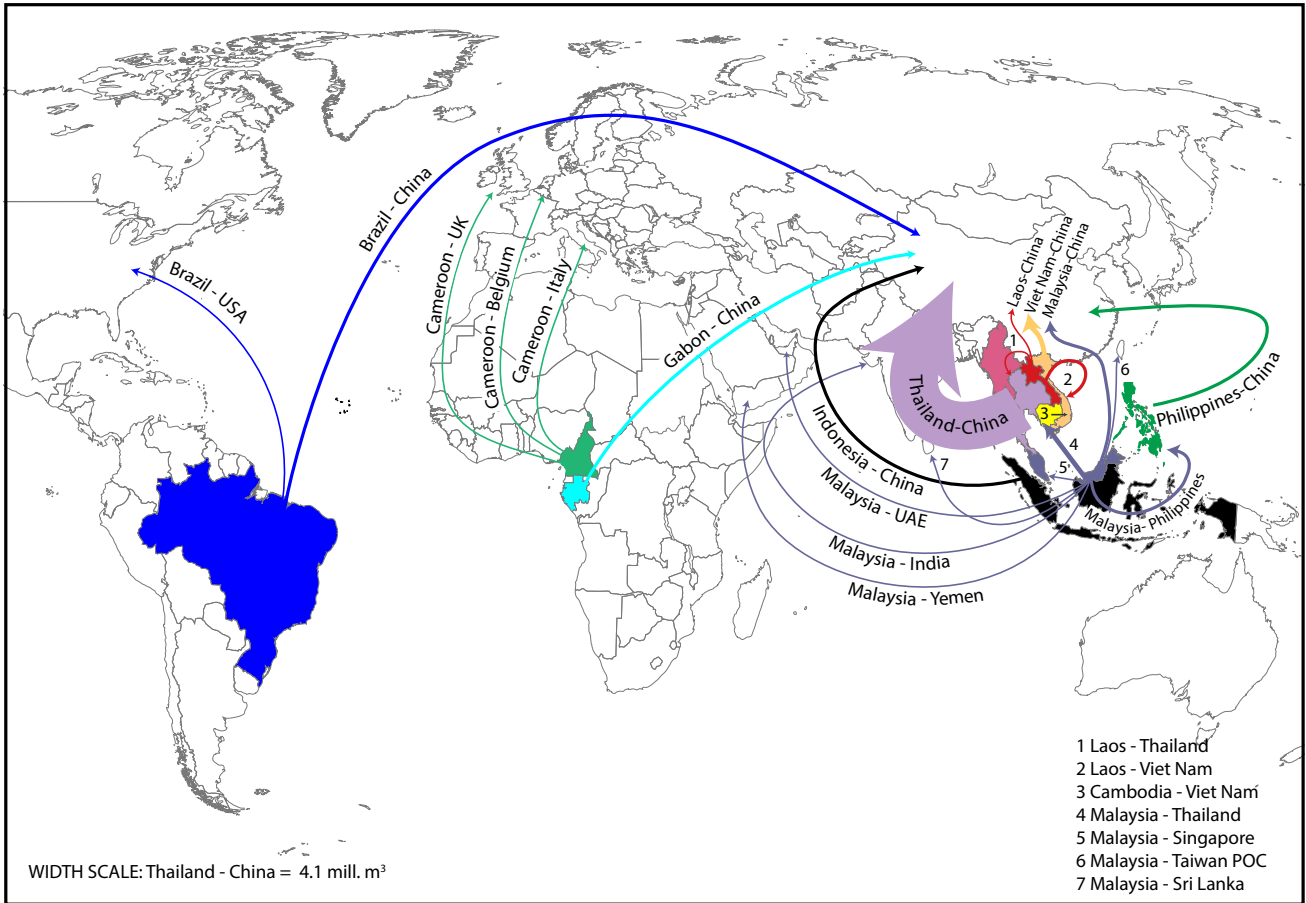 Brazil - USA
Brazil - China
Cameroon - UK
Cameroon - Belgium
Cameroon - Italy
Gabon - China
Indonesia - China
Thailand-China
Laos-China
Viet Nam-China
Malaysia-China
Philippines-China
1
2
3
4
5
6
7
Malaysia - UAE
Malaysia - India
Malaysia - Yemen
Malaysia- Philippines
1 Laos - Thailand
2 Laos - Viet Nam
3 Cambodia - Viet Nam
4 Malaysia - Thailand
5 Malaysia - Singapore
6 Malaysia - Taiwan POC
7 Malaysia - Sri Lanka
WIDTH SCALE: Thailand - China = 4.1 mill. m³